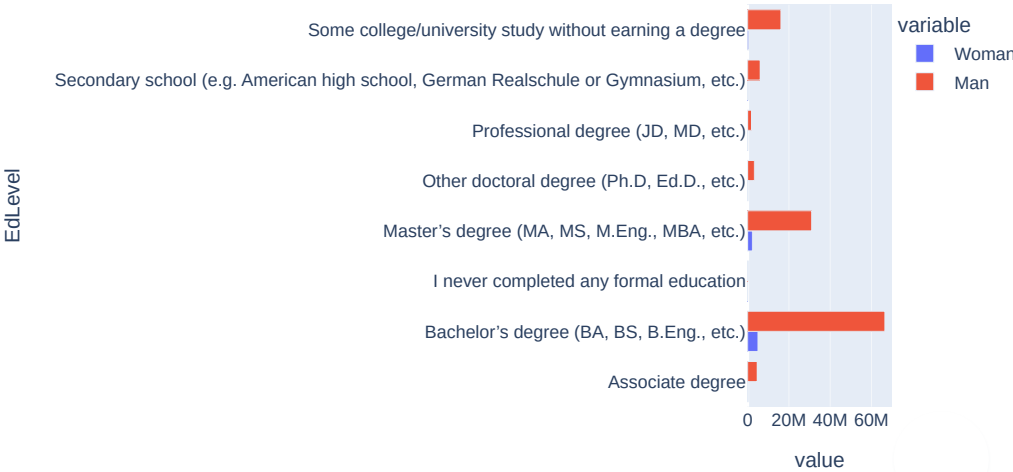 Some college/university study without earning a degree
Secondary school (e.g. American high school, German Realschule or Gymnasium, etc.)
Professional degree (JD, MD, etc.)
Other doctoral degree (Ph.D, Ed.D., etc.)
Master’s degree (MA, MS, M.Eng., MBA, etc.)
I never completed any formal education
Bachelor’s degree (BA, BS, B.Eng., etc.)
Associate degree
EdLevel
0 20M 40M 60M
value
variable
Woman
Man